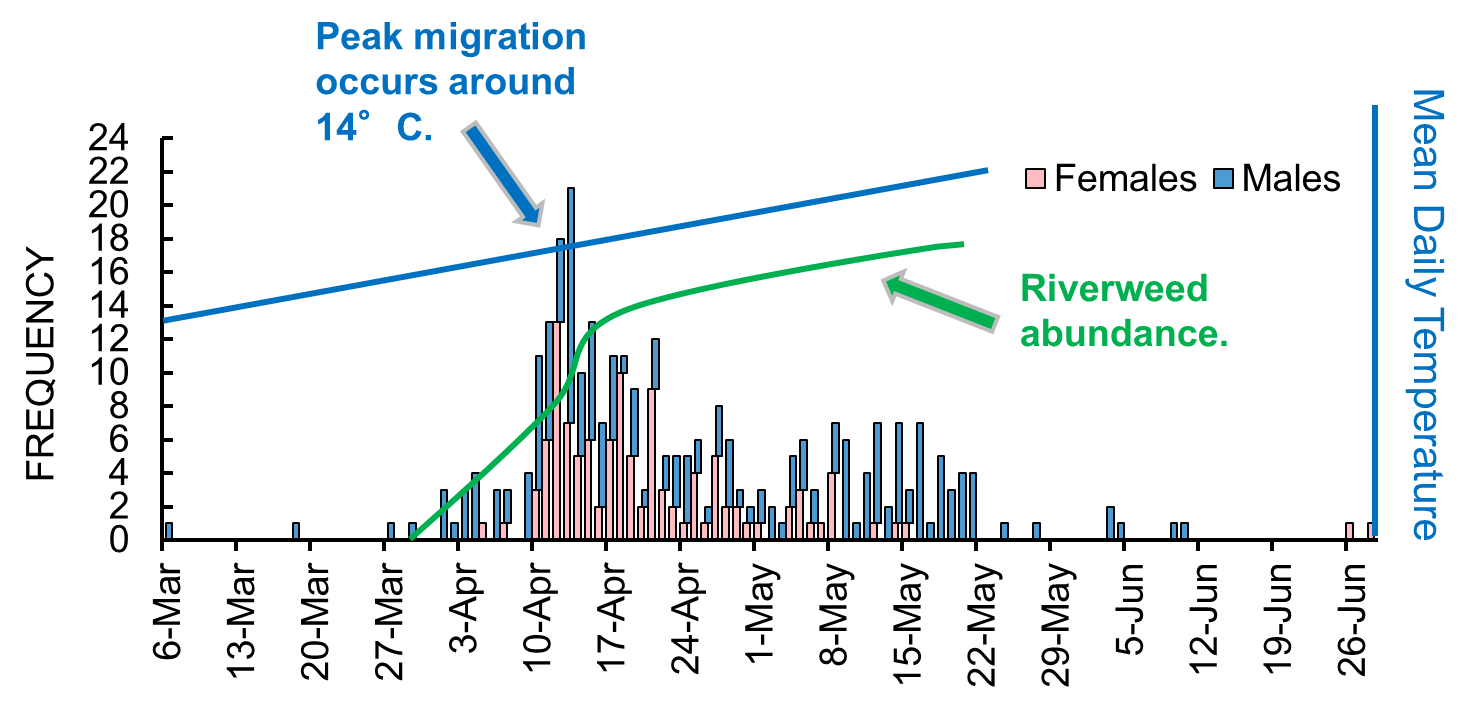 Peak migration
occurs around
14° C.
24
22
20
18
16
14
12
10
8
6
4
2
0
FREQUENCY
Females Males
Riverweed
abundance.
Mean Daily Temperature
6-Mar
13-Mar
20-Mar
27-Mar
3-Apr
10-Apr
17-Apr
24-Apr
1-May
8-May
15-May
22-May
29-May
5-Jun
12-Jun
19-Jun
26-Jun